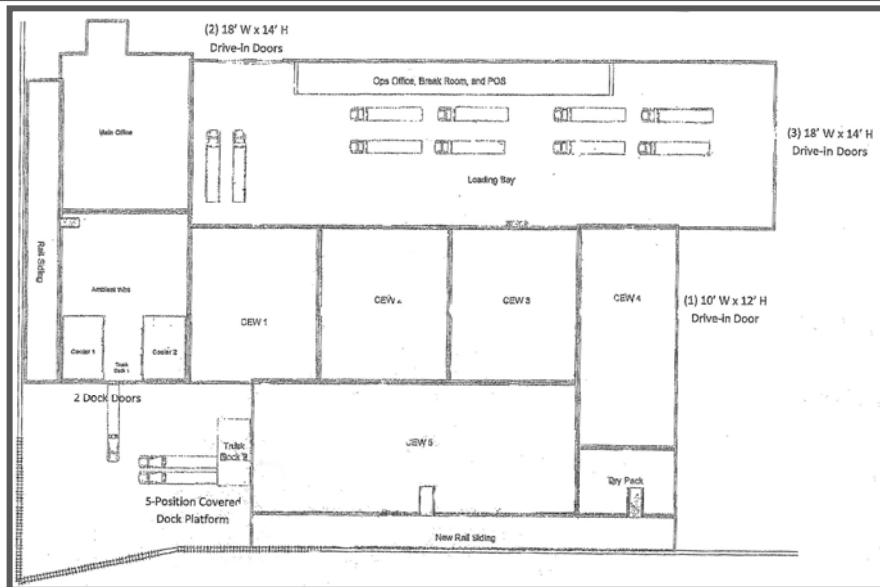 (2) 18' W x 14' H
Drive-in Doors
Ops Office, Break Room, and POS
Main Office
(3) 18' W x 14' H
Drive-in Doors
Loading Bay
Rail Siding
CEW 1
CEW 3
CEW 4
(1) 10' W x 12' H
Drive-in Door
Cooler 1
Cooler 2
Truck
Dock 1
2 Dock Doors
CEW 5
Truck
Dock 2
Pack
5-Position Covered
Dock Platform
New Rail Siding